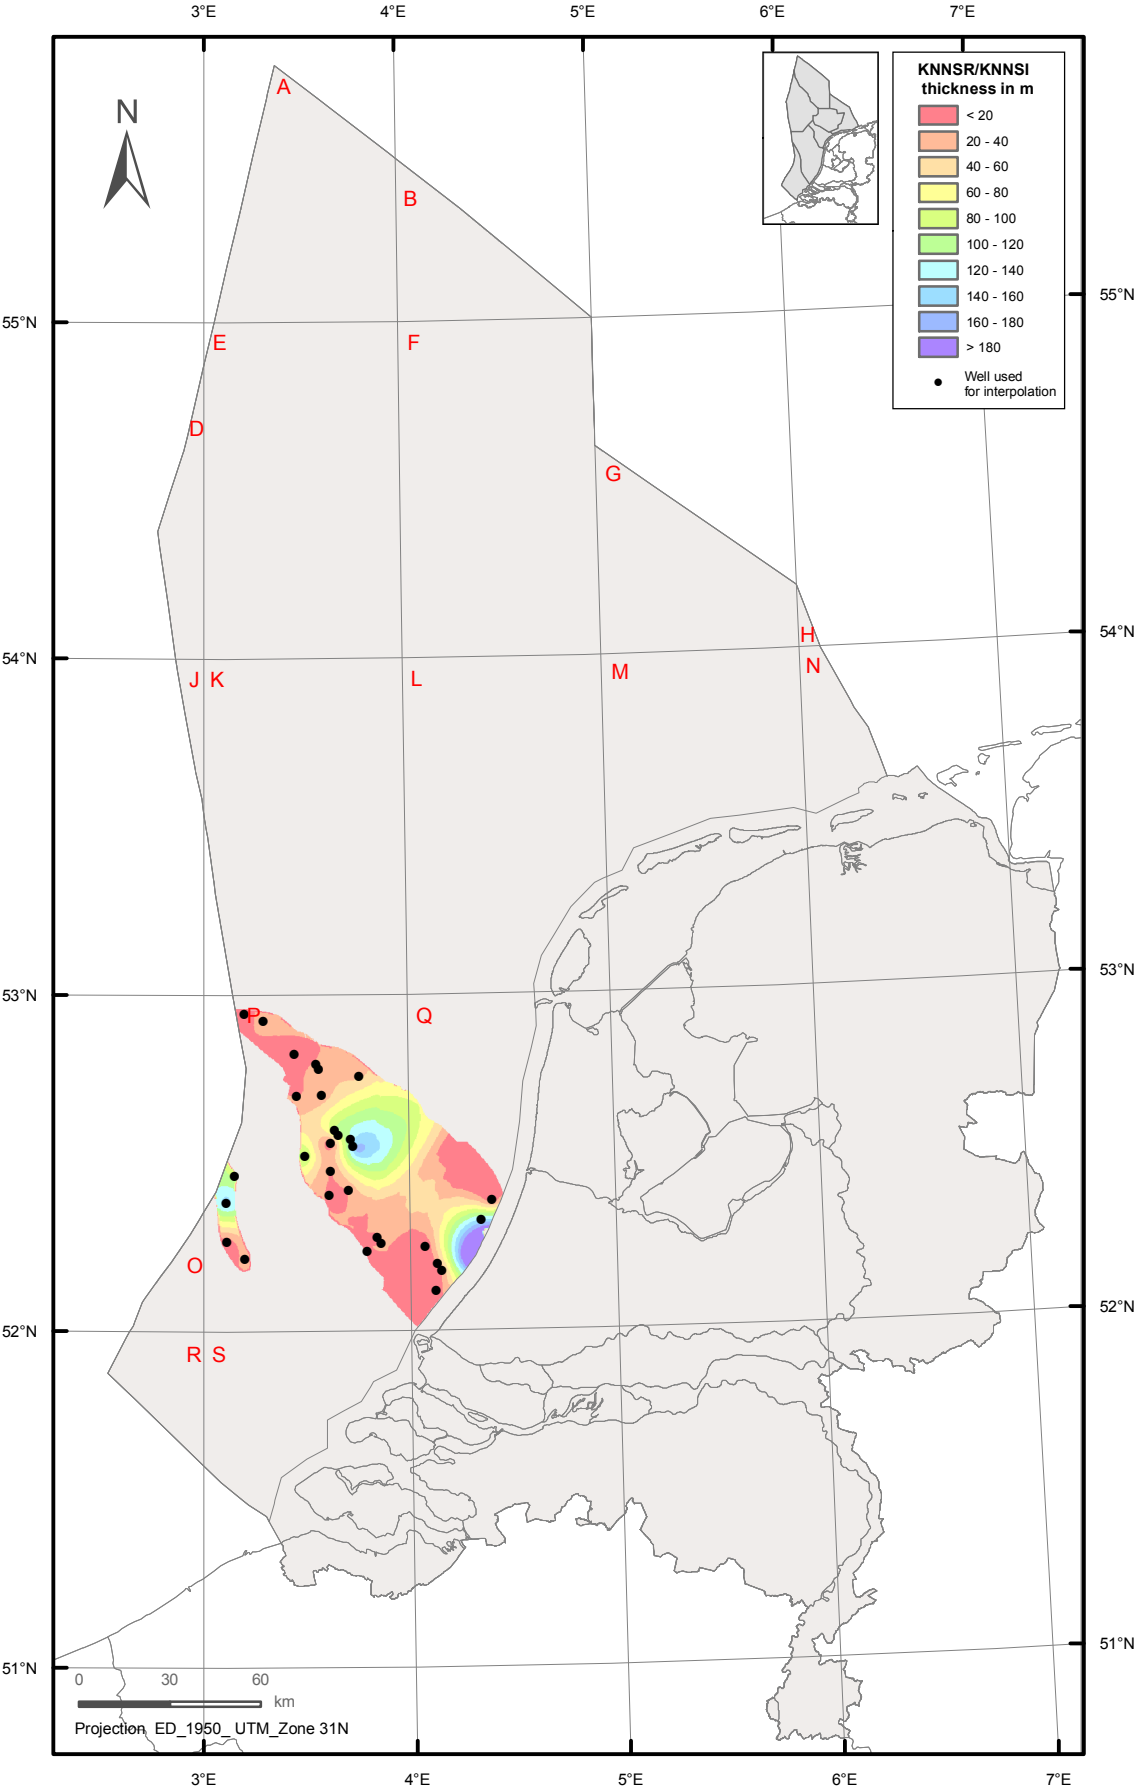 3°E 4°E 5°E 6°E 7°E
KNNSR/KNNSI
thickness in m
< 20
20 - 40
40 - 60
60 - 80
80 - 100
100 - 120
120 - 140
140 - 160
160 - 180
> 180
Well used
for interpolation
N
A
B
55°N 55°N
E F
D
G
H
54°N 54°N
J K L M N
53°N 53°N
P Q
O
52°N 52°N
R S
51°N 51°N
0 30 60
km
Projection ED_1950_ UTM_Zone 31N
3°E 4°E 5°E 6°E 7°E